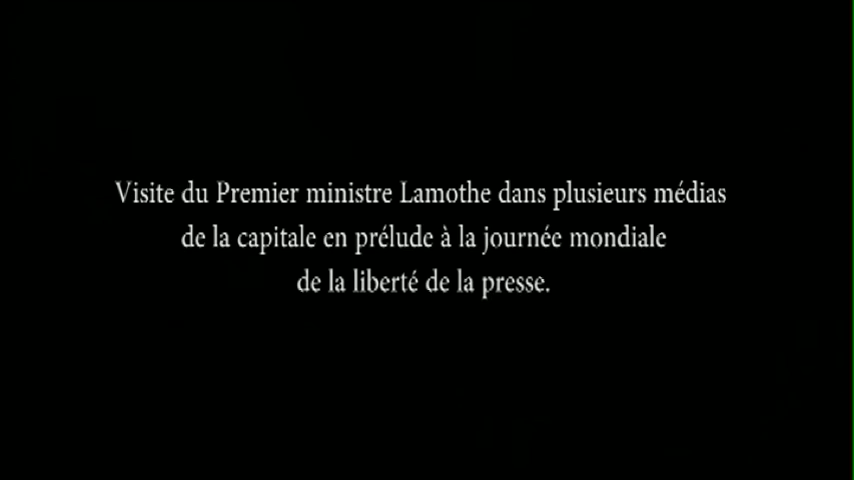 Visite du Premier ministre Lamothe dans plusieurs médias
de la capitale en prélude à la journée mondiale
de la liberté de la presse.